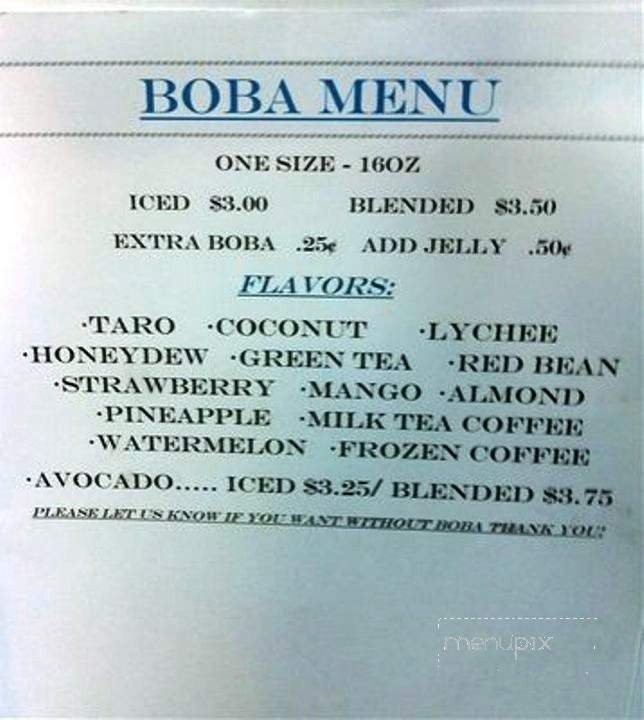 BOBA MENU
ONE SIZE - 16OZ
ICED $3.00 BLENDED $3.50
EXTRA BOBA .25¢ ADD JELLY .50¢
FLAVORS:
·TARO ·COCONUT ·LYCHEE
·HONEYDEW ·GREEN TEA ·RED BEAN
·STRAWBERRY ·MANGO ·ALMOND
·PINEAPPLE ·MILK TEA COFFEE
·WATERMELON ·FROZEN COFFEE
·AVOCADO..... ICED $3.25/ BLENDED $3.75
PLEASE LET US KNOW IF YOU WANT WITHOUT BOBA THANK YOU!
menupix